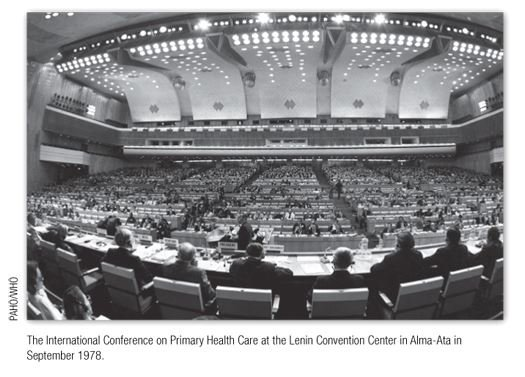 PAHO/WHO
The International Conference on Primary Health Care at the Lenin Convention Center in Alma-Ata in
September 1978.